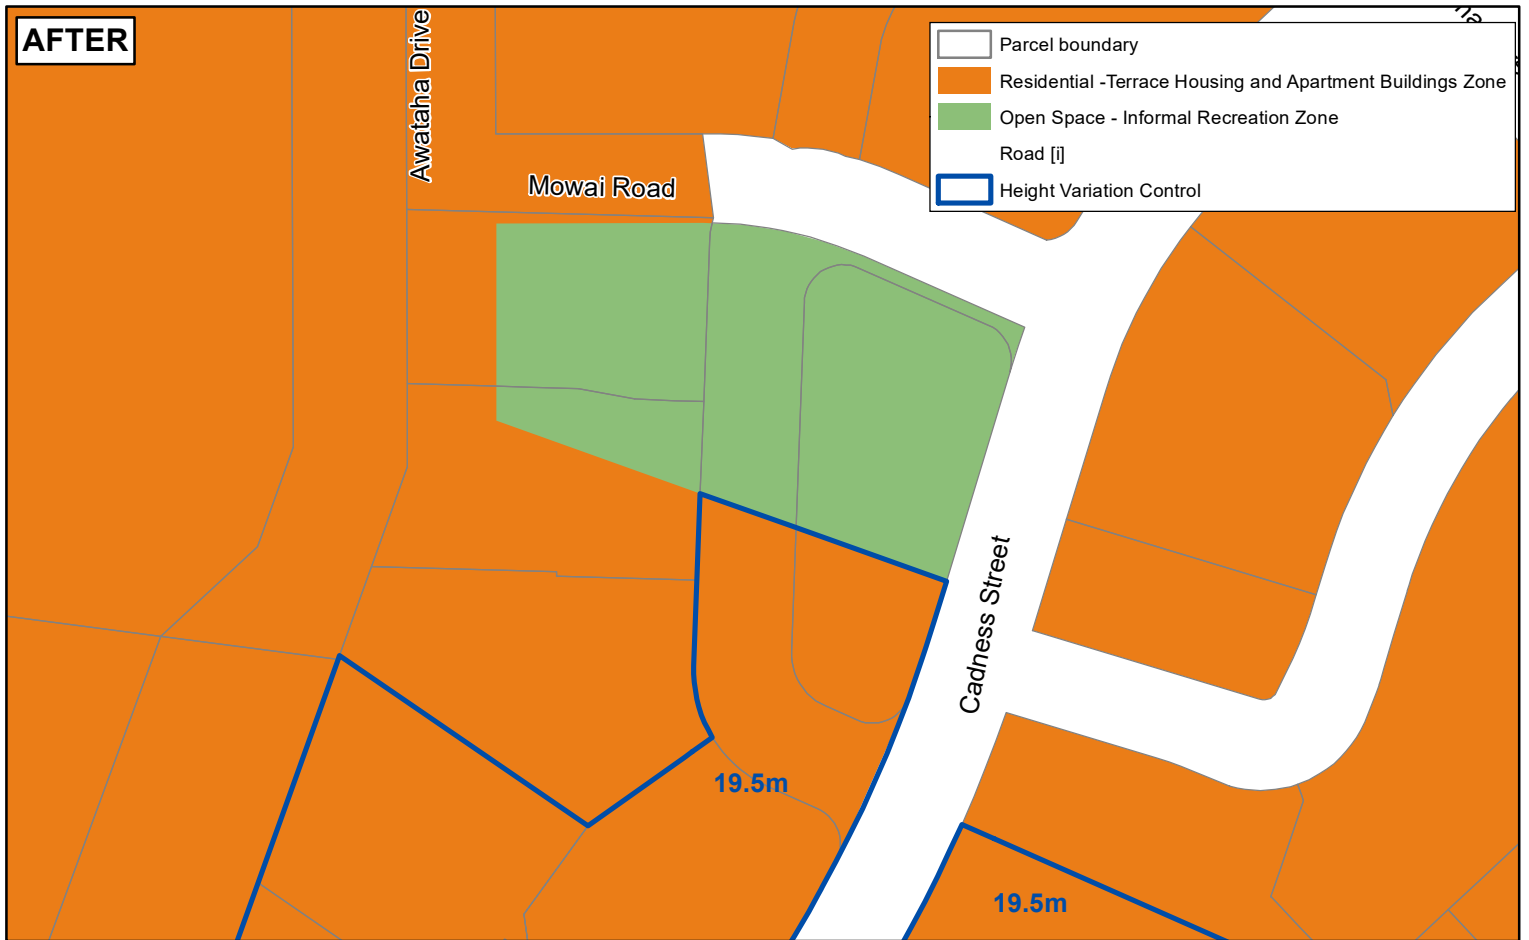 AFTER
Awataha Drive
Parcel boundary
Residential -Terrace Housing and Apartment Buildings Zone
Open Space - Informal Recreation Zone
Road [i]
Height Variation Control
Mowai Road
Cadness Street
19.5m
19.5m